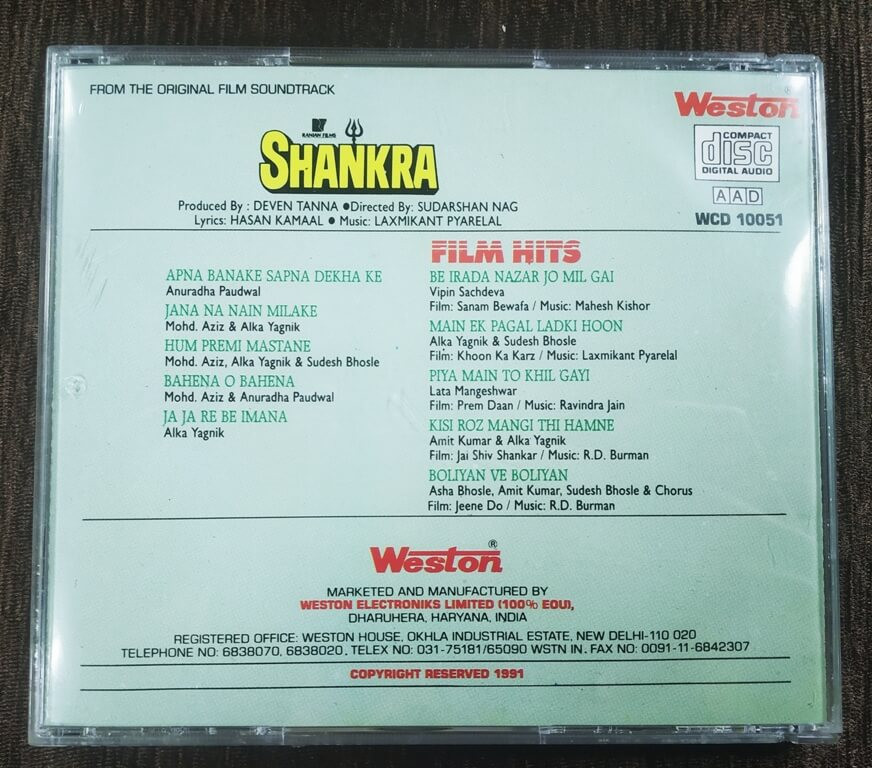 FROM THE ORIGINAL FILM SOUNDTRACK
Weston®
COMPACT
disc
DIGITAL AUDIO
AAD
WCD 10051
RANJAN FILMS
SHANKRA
Produced By : DEVEN TANNA ●Directed By: SUDARSHAN NAG
Lyrics: HASAN KAMAAL ● Music: LAXMIKANT PYARELAL
APNA BANAKE SAPNA DEKHA KE
Anuradha Paudwal
JANA NA NAIN MILAKE
Mohd. Aziz & Alka Yagnik
HUM PREMI MASTANE
Mohd. Aziz, Alka Yagnik & Sudesh Bhosle
BAHENA O BAHENA
Mohd. Aziz & Anuradha Paudwal
JA JA RE BE IMANA
Alka Yagnik
FILM HITS
BE IRADA NAZAR JO MIL GAI
Vipin Sachdeva
Film: Sanam Bewafa / Music: Mahesh Kishor
MAIN EK PAGAL LADKI HOON
Alka Yagnik & Sudesh Bhosle
Film: Khoon Ka Karz / Music: Laxmikant Pyarelal
PIYA MAIN TO KHIL GAYI
Lata Mangeshwar
Film: Prem Daan / Music: Ravindra Jain
KISI ROZ MANGI THI HAMNE
Amit Kumar & Alka Yagnik
Film: Jai Shiv Shankar / Music: R.D. Burman
BOLIYAN VE BOLIYAN
Asha Bhosle, Amit Kumar, Sudesh Bhosle & Chorus
Film: Jeene Do / Music: R.D. Burman
Weston®
MARKETED AND MANUFACTURED BY
WESTON ELECTRONIKS LIMITED (100% EOU),
DHARUHERA, HARYANA, INDIA
REGISTERED OFFICE: WESTON HOUSE, OKHLA INDUSTRIAL ESTATE, NEW DELHI-110 020
TELEPHONE NO: 6838070, 6838020. TELEX NO: 031-75181/65090 WSTN IN. FAX NO: 0091-11-6842307
COPYRIGHT RESERVED 1991